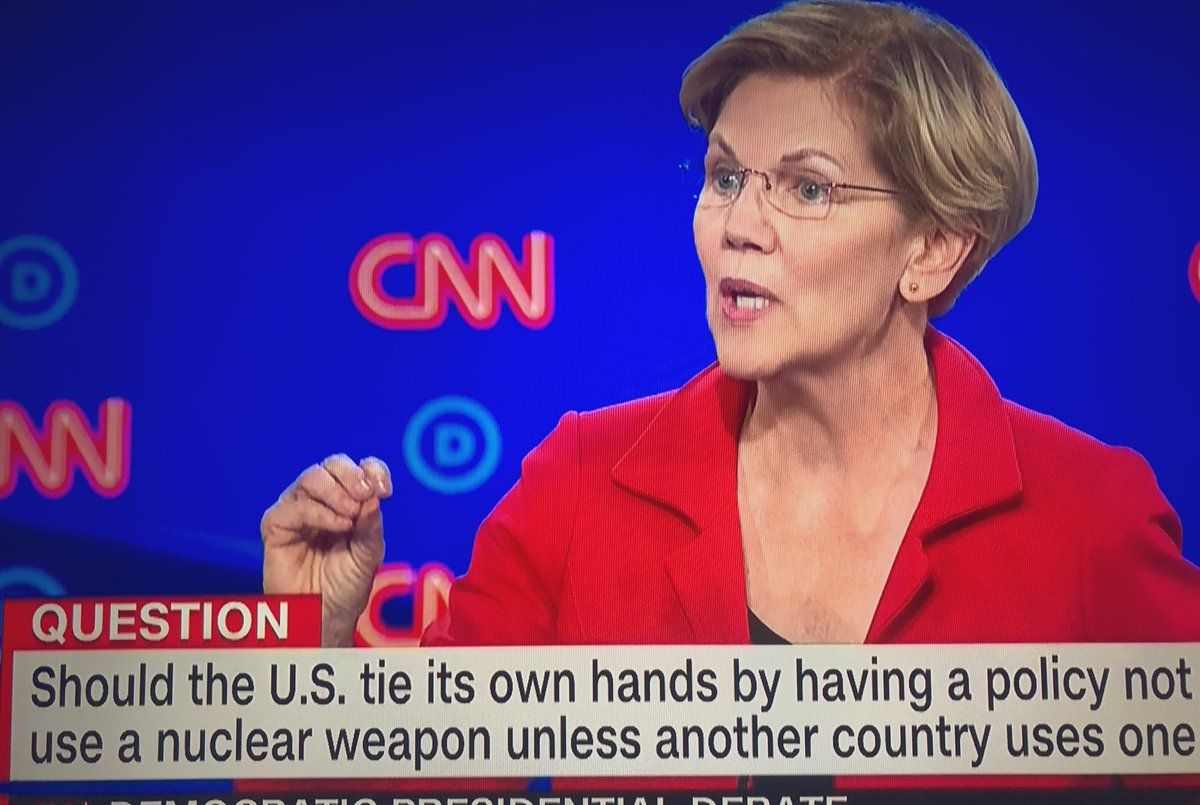 D
CNN
NN
D
CN
QUESTION
Should the U.S. tie its own hands by having a policy not
use a nuclear weapon unless another country uses one
DEMOCRATIC PRESIDENTIAL DEBATE